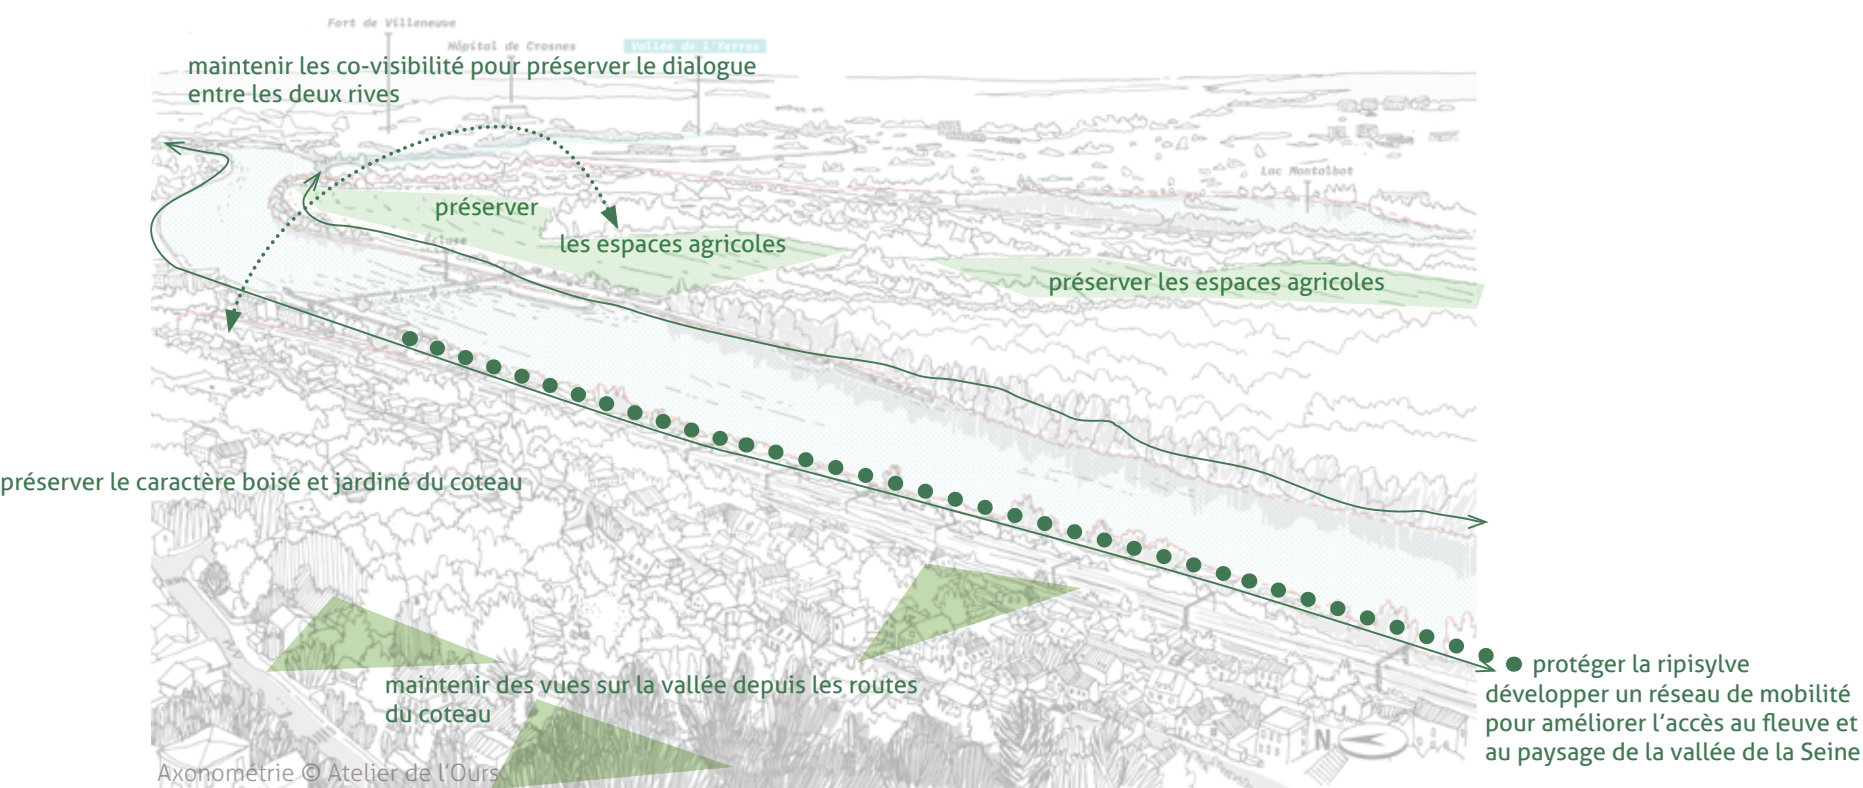 Fort de Villeneuve
Hôpital de Crosnes
Vallée de l'Yerres
maintenir les co-visibilité pour préserver le dialogue
entre les deux rives
Lac Montalbot
préserver
Écluse
les espaces agricoles
préserver les espaces agricoles
préserver le caractère boisé et jardiné du coteau
maintenir des vues sur la vallée depuis les routes
du coteau
protéger la ripisylve
développer un réseau de mobilité
pour améliorer l'accès au fleuve et
au paysage de la vallée de la Seine
N
Axonométrie © Atelier de l'Ours